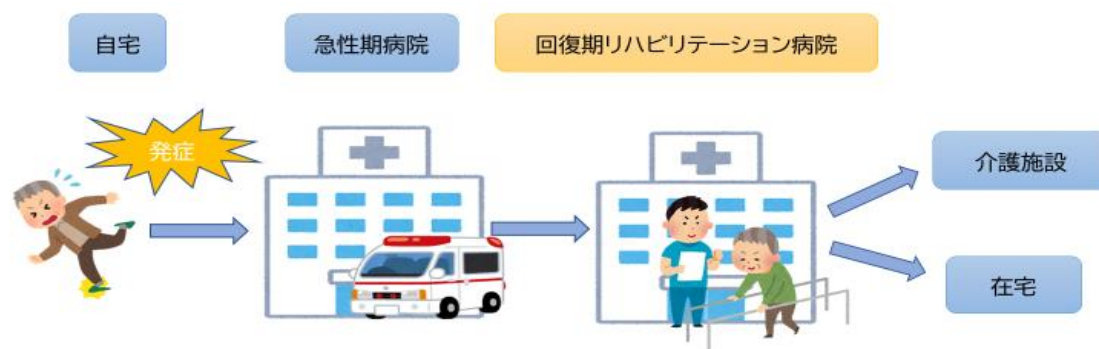 自宅
急性期病院
回復期リハビリテーション病院
発症
介護施設
在宅